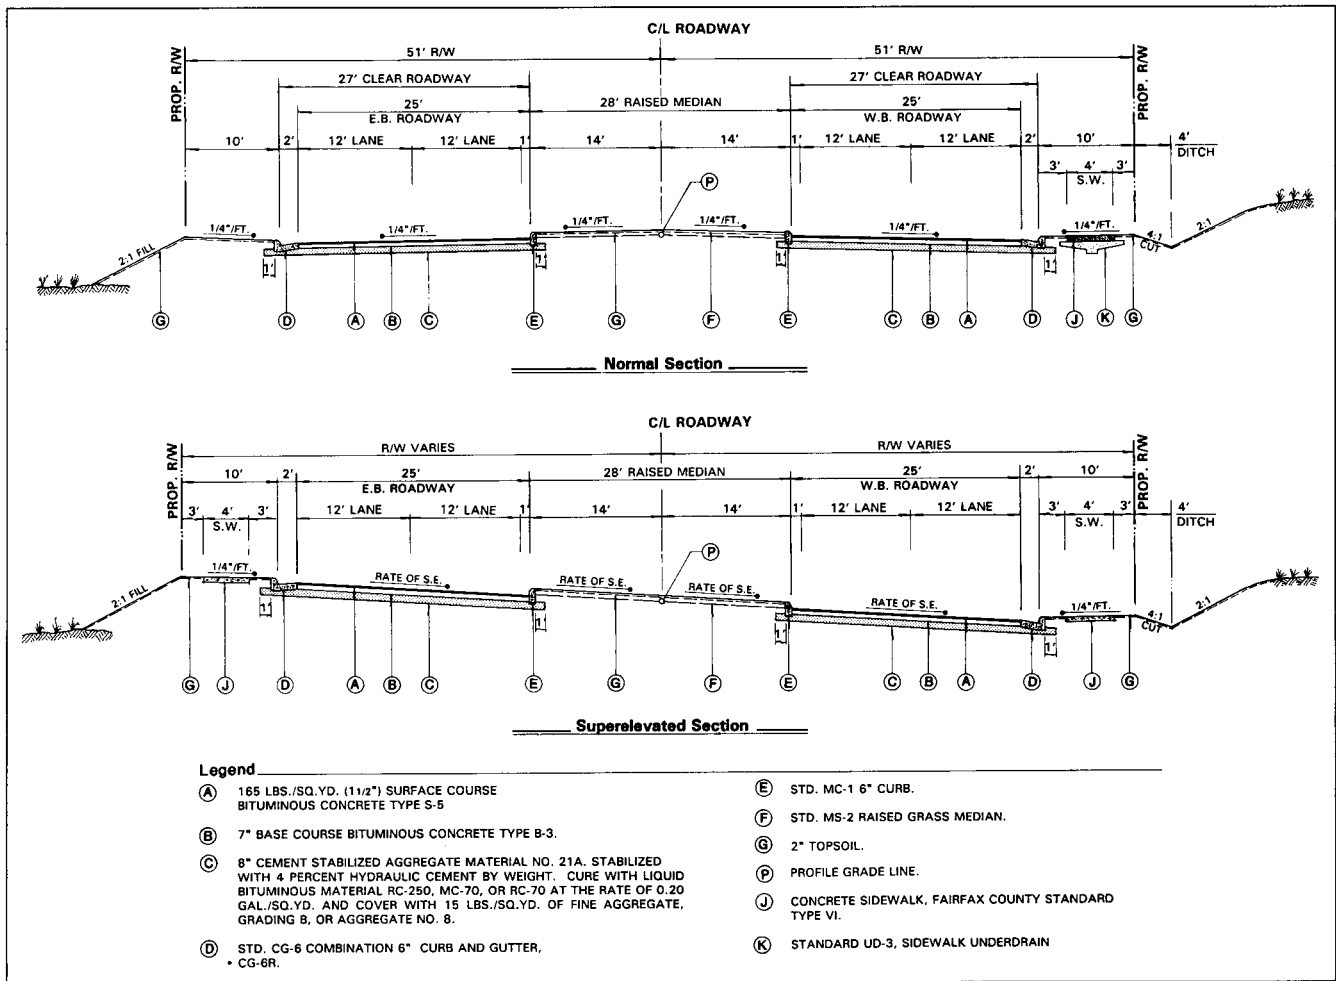 C/L ROADWAY
PROP. R/W
51' R/W
51' R/W
PROP. R/W
27' CLEAR ROADWAY
27' CLEAR ROADWAY
25'
28' RAISED MEDIAN
25'
E.B. ROADWAY
W.B. ROADWAY
10'
2'
12' LANE
12' LANE
1'
14'
14'
1'
12' LANE
12' LANE
2'
10'
4'
DITCH
3'
4'
3'
S.W.
P
1/4"/FT.
1/4"/FT.
1/4"/FT.
1/4"/FT.
1/4"/FT.
1/4"/FT.
2:1 FILL
4:1
CUT
2:1
1'
1'
1'
1'
G
D
A
B
C
E
G
F
E
C
B
A
D
J
K
G
Normal Section
C/L ROADWAY
PROP. R/W
R/W VARIES
R/W VARIES
PROP. R/W
10'
2'
25'
28' RAISED MEDIAN
25'
2'
10'
E.B. ROADWAY
W.B. ROADWAY
3'
4'
3'
12' LANE
12' LANE
1'
14'
14'
1'
12' LANE
12' LANE
3'
4'
3'
4'
DITCH
S.W.
S.W.
P
1/4"/FT.
RATE OF S.E.
RATE OF S.E.
RATE OF S.E.
RATE OF S.E.
1/4"/FT.
2:1 FILL
4:1
CUT
2:1
1'
1'
1'
1'
G
J
D
A
B
C
E
G
F
E
C
B
A
D
J
G
Superelevated Section
Legend
A 165 LBS./SQ.YD. (1 1/2") SURFACE COURSE
BITUMINOUS CONCRETE TYPE S-5
B 7" BASE COURSE BITUMINOUS CONCRETE TYPE B-3.
C 8" CEMENT STABILIZED AGGREGATE MATERIAL NO. 21A. STABILIZED
WITH 4 PERCENT HYDRAULIC CEMENT BY WEIGHT. CURE WITH LIQUID
BITUMINOUS MATERIAL RC-250, MC-70, OR RC-70 AT THE RATE OF 0.20
GAL./SQ.YD. AND COVER WITH 15 LBS./SQ.YD. OF FINE AGGREGATE,
GRADING B, OR AGGREGATE NO. 8.
D STD. CG-6 COMBINATION 6" CURB AND GUTTER,
• CG-6R.
E STD. MC-1 6" CURB.
F STD. MS-2 RAISED GRASS MEDIAN.
G 2" TOPSOIL.
P PROFILE GRADE LINE.
J CONCRETE SIDEWALK, FAIRFAX COUNTY STANDARD
TYPE VI.
K STANDARD UD-3, SIDEWALK UNDERDRAIN